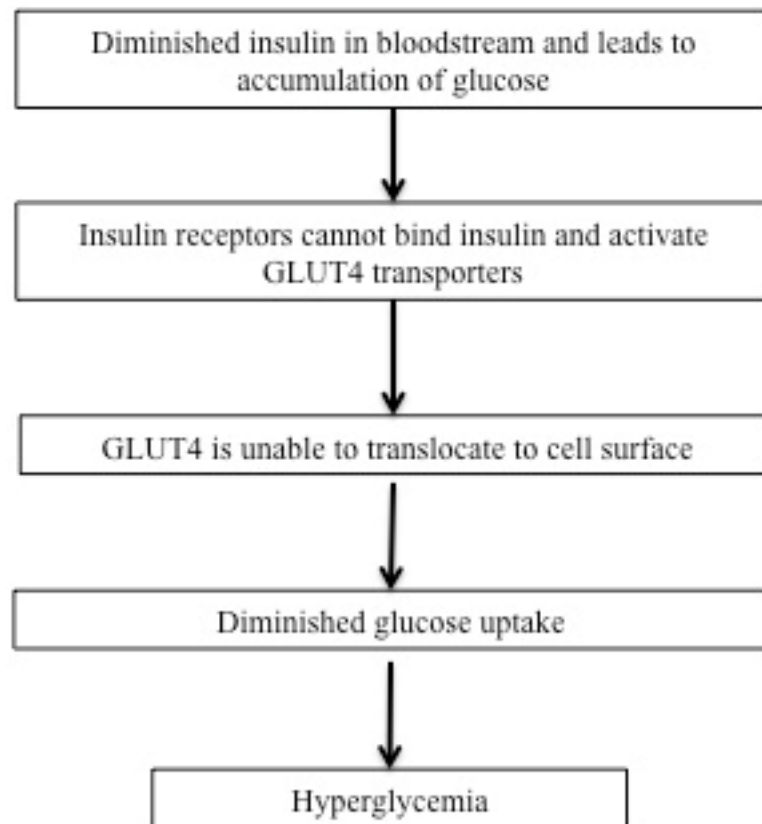 Diminished insulin in bloodstream and leads to
accumulation of glucose
Insulin receptors cannot bind insulin and activate
GLUT4 transporters
GLUT4 is unable to translocate to cell surface
Diminished glucose uptake
Hyperglycemia